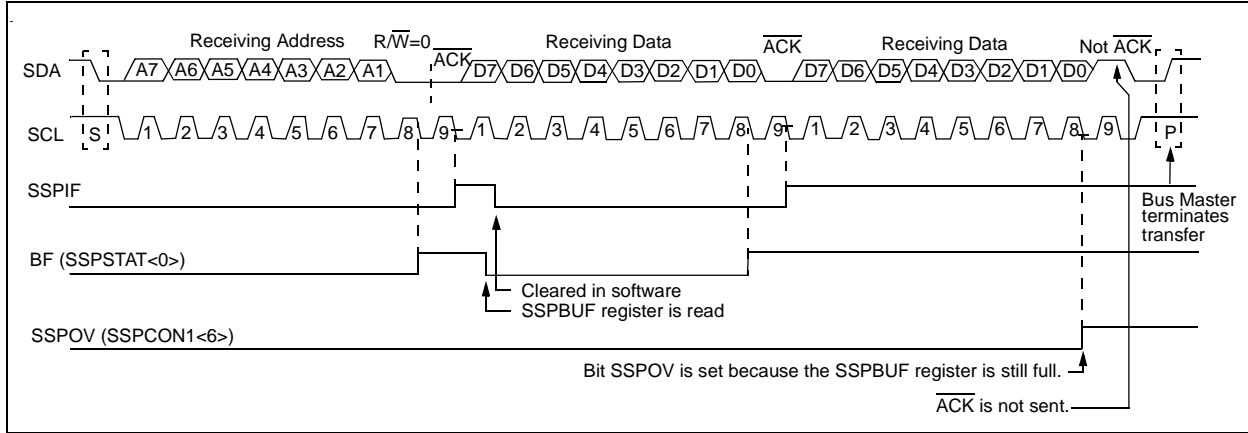 Receiving Address R/W=0 ACK Receiving Data ACK Receiving Data Not ACK
SDA A7 A6 A5 A4 A3 A2 A1 D7 D6 D5 D4 D3 D2 D1 D0 D7 D6 D5 D4 D3 D2 D1 D0
SCL S 1 2 3 4 5 6 7 8 9 1 2 3 4 5 6 7 8 9 1 2 3 4 5 6 7 8 9 P
SSPIF
Bus Master
terminates
transfer
BF (SSPSTAT<0>)
Cleared in software
SSPBUF register is read
SSPOV (SSPCON1<6>)
Bit SSPOV is set because the SSPBUF register is still full.
ACK is not sent.